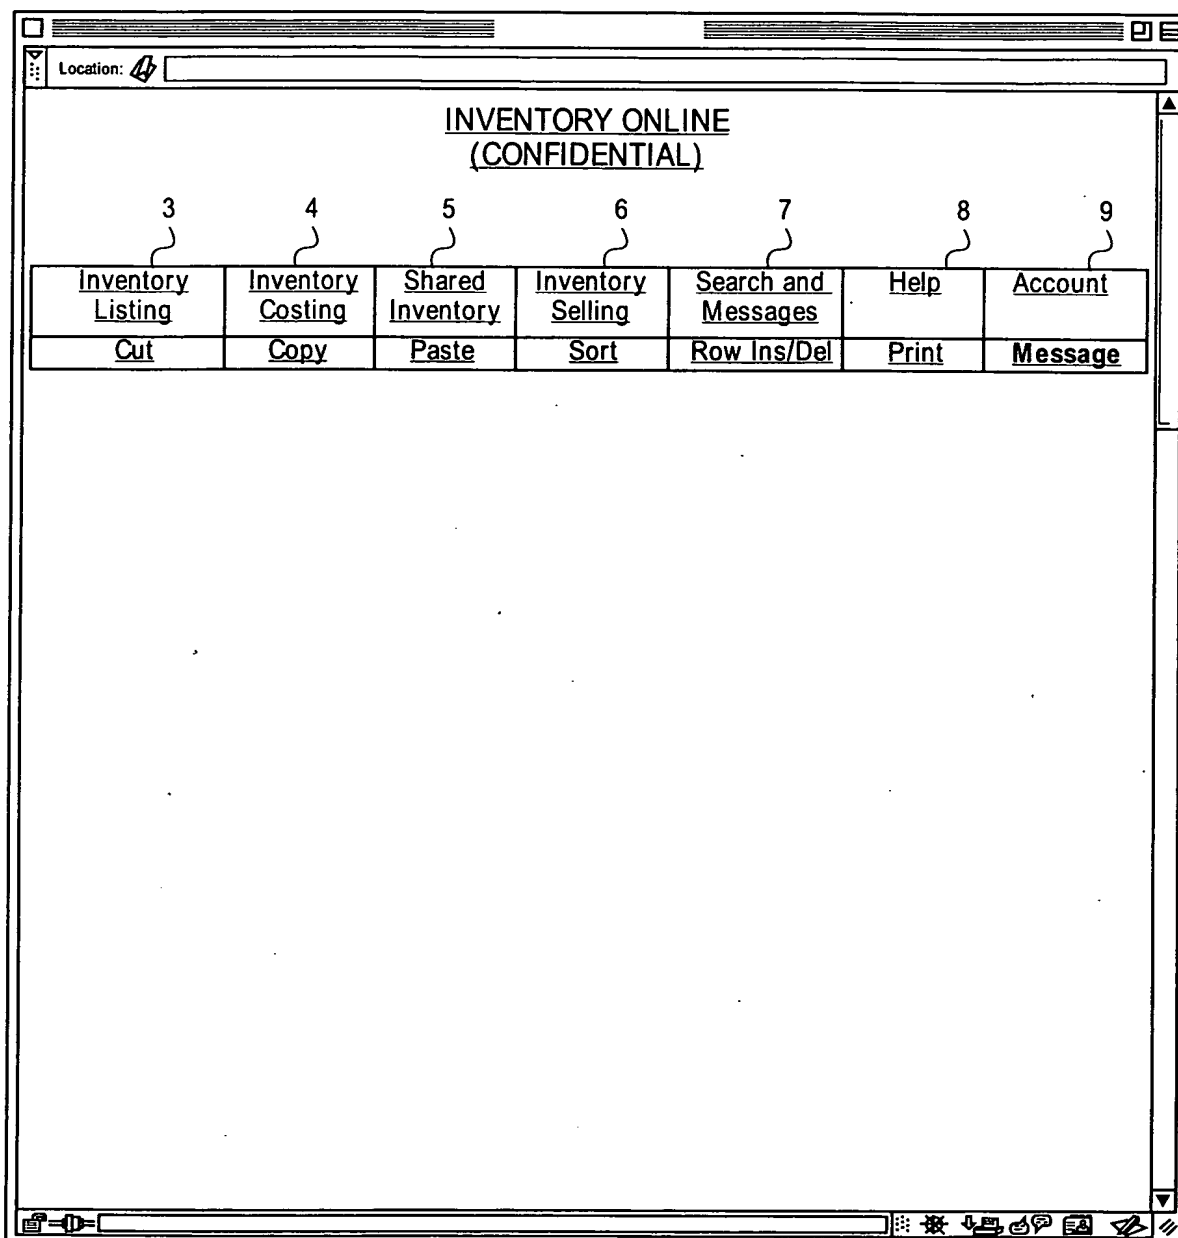 Location:
INVENTORY ONLINE
(CONFIDENTIAL)
3 4 5 6 7 8 9
Inventory Listing Inventory Costing Shared Inventory Inventory Selling Search and Messages Help Account
Cut Copy Paste Sort Row Ins/Del Print Message